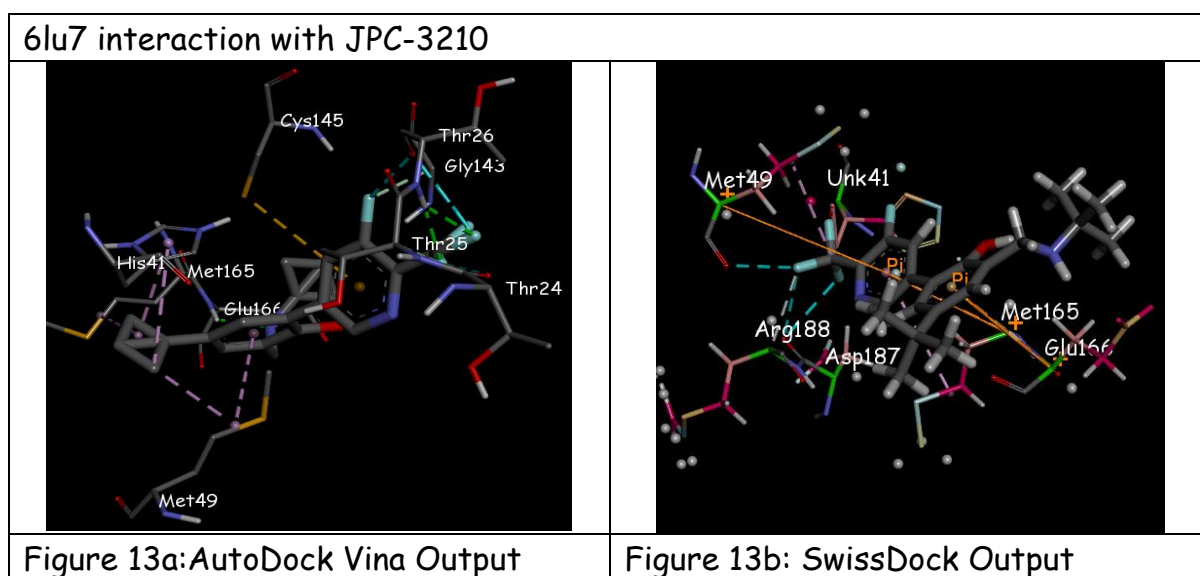 6lu7 interaction with JPC-3210
Cys145
Thr26
Gly143
Thr25
His41
Met165
Thr24
Glu166
Met49
Met49
Unk41
Pi
Pi
Met165
Arg188
Glu166
Asp187
Figure 13a:AutoDock Vina Output
Figure 13b: SwissDock Output